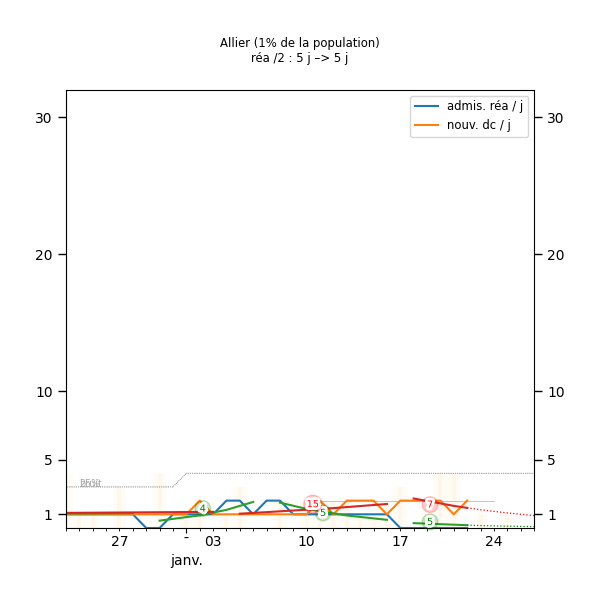 Allier (1% de la population)
réa /2 : 5 j –> 5 j
admis. réa / j
nouv. dc / j
30 30
20 20
10 10
5 5
1 1
4
15
5
7
5
27 - 03 10 17 24
janv.